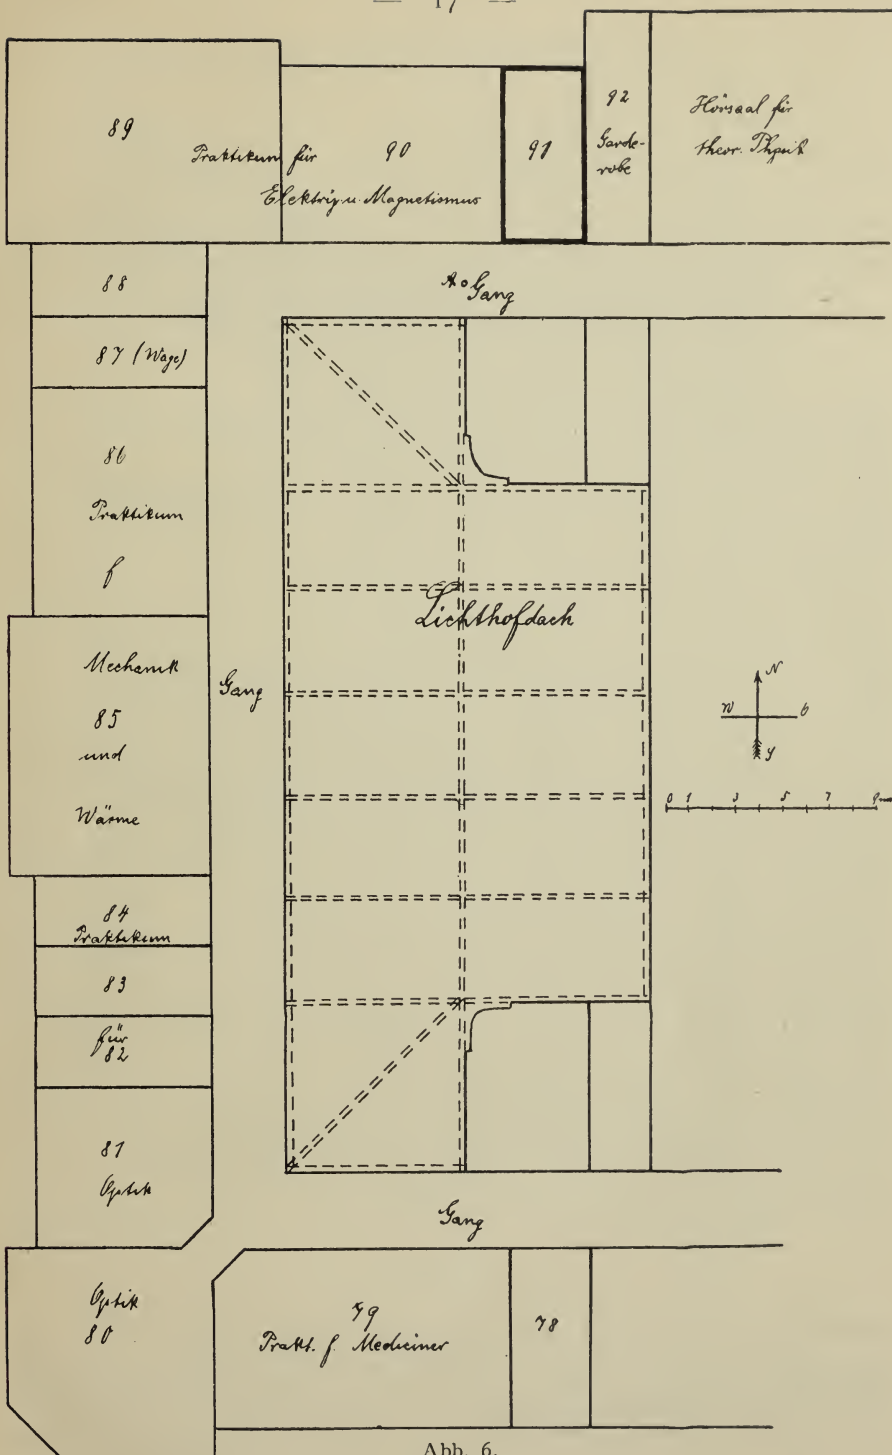 — 17 —
89
Praktikum für
90
Elektriz. u. Magnetismus
91
92
Garde-
robe
Hörsaal für
theor. Physik
88
A
Gang
87 (Wage)
86
Praktikum
f
Lichthofdach
Mechanik
85
und
Wärme
Gang
N
W O
S
0 1 3 5 7 9 m
84
Praktikum
83
für
82
81
Optik
Gang
Optik
80
79
Prakt. f. Mediciner
78
Abb. 6.